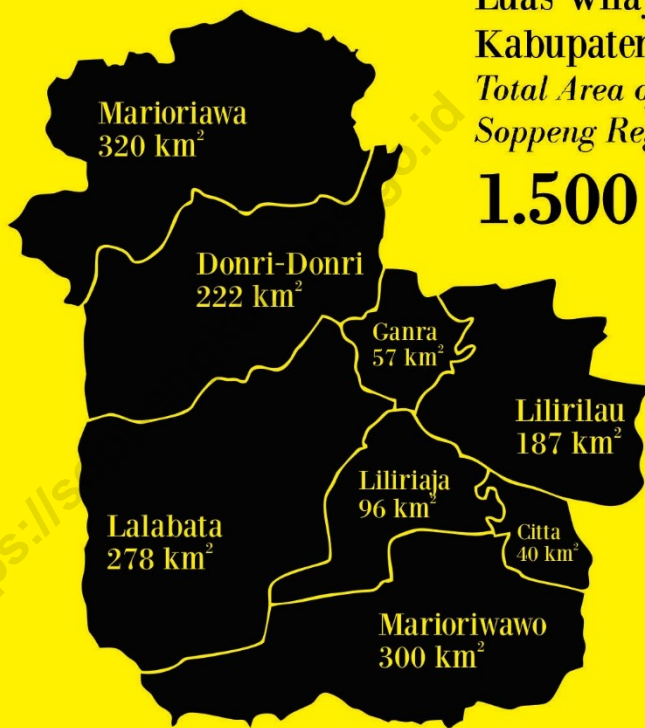 Luas
Kabupaten
Total Area
Soppeng
1.500
Marioriawa
320 km²
Donri-Donri
222 km²
Ganra
57 km²
Lilirilau
187 km²
Liliriaja
96 km²
Citta
40 km²
Lalabata
278 km²
Marioriwawo
300 km²